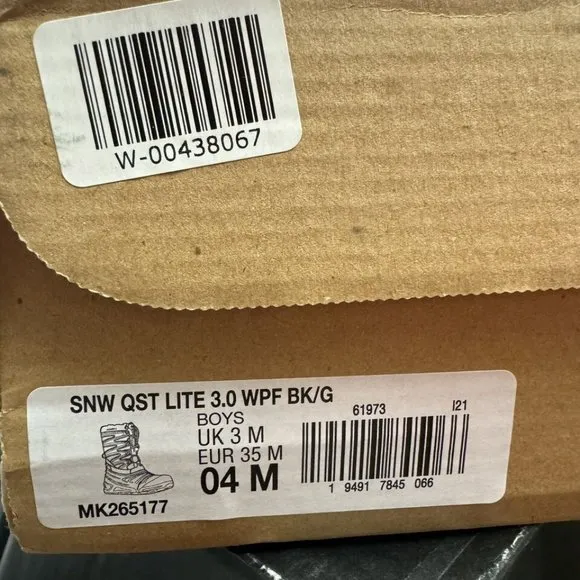 W-00438067
SNW QST LITE 3.0 WPF BK/G
BOYS
UK 3 M
EUR 35 M
04 M
MK265177
61973 I21
1 9491 7845 066